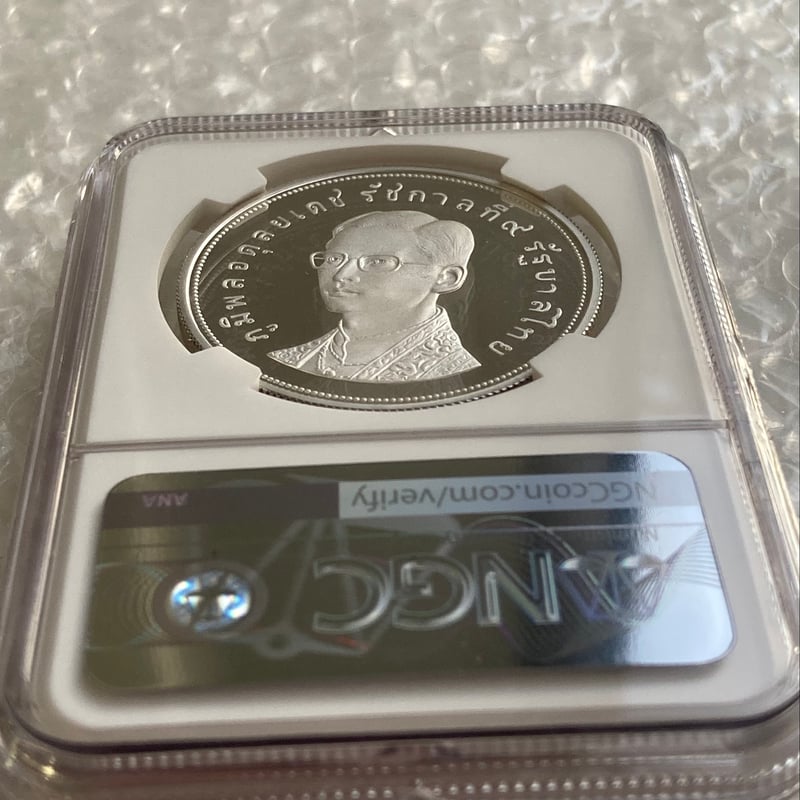 ภูมิพลอดุลยเดช รัชกาลที่ ๙ รัฐบาลไทย
NGCcoin.com/verify
ANA
NGC